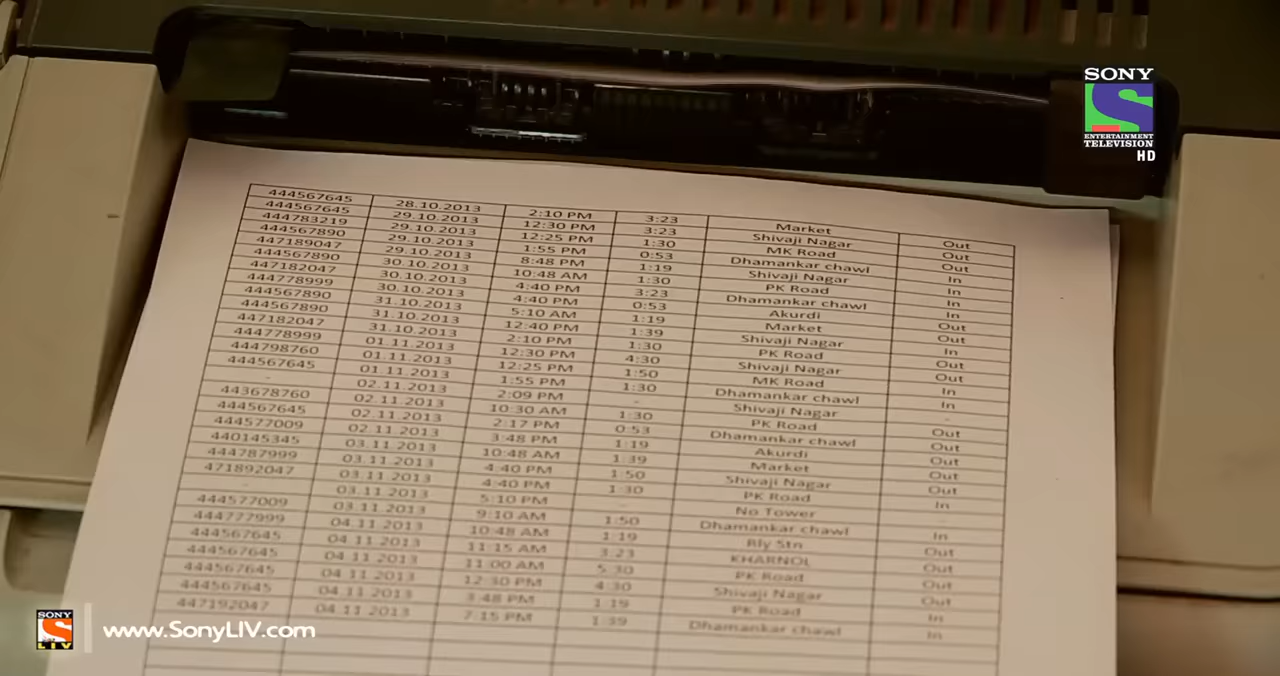 SONY
ENTERTAINMENT
TELEVISION
HD
444567645 28.10.2013 2:10 PM 3:23 Market Out
444567645 29.10.2013 12:30 PM 3:23 Shivaji Nagar Out
444783219 29.10.2013 12:25 PM 1:30 MK Road Out
444567890 29.10.2013 1:55 PM 0:53 Dhamankar chawl In
447189047 29.10.2013 8:48 PM 1:19 Shivaji Nagar In
444567890 30.10.2013 10:48 AM 1:30 PK Road In
447182047 30.10.2013 4:40 PM 3:23 Dhamankar chawl In
444778999 30.10.2013 4:40 PM 0:53 Akurdi Out
444567890 31.10.2013 5:10 AM 1:19 Market Out
444567890 31.10.2013 12:40 PM 1:39 Shivaji Nagar In
447182047 01.11.2013 2:10 PM 1:30 PK Road Out
444778999 01.11.2013 12:30 PM 4:30 Shivaji Nagar Out
444798760 01.11.2013 12:25 PM 1:50 MK Road
444567645 1:55 PM 1:30 Dhamankar chawl In
- 02.11.2013 2:09 PM - Shivaji Nagar -
443678760 02.11.2013 10:30 AM 1:30 PK Road Out
444567645 02.11.2013 2:17 PM 0:53 Dhamankar chawl Out
444577009 3:48 PM 1:19 Akurdi Out
440145345 03.11.2013 10:48 AM 1:39 Market Out
444787999 03.11.2013 4:40 PM 1:50 Shivaji Nagar Out
471892047 03.11.2013 4:40 PM 1:30 PK Road In
- 03.11.2013 5:10 PM - No Tower -
444577009 03.11.2013 9:10 AM 1:50 Dhamankar chawl In
444777999 04.11.2013 10:48 AM 1:19 Rly Stn Out
444567645 04.11.2013 11:15 AM 3:23 KHARNOL Out
444567645 04.11.2013 11:00 AM 5:30 PK Road Out
444567645 04.11.2013 12:30 PM 4:30 Shivaji Nagar Out
444567645 04.11.2013 3:48 PM 1:19 PK Road In
447192047 04.11.2013 7:15 PM 1:39 Dhamankar chawl In
SONY
LIV
www.SonyLIV.com